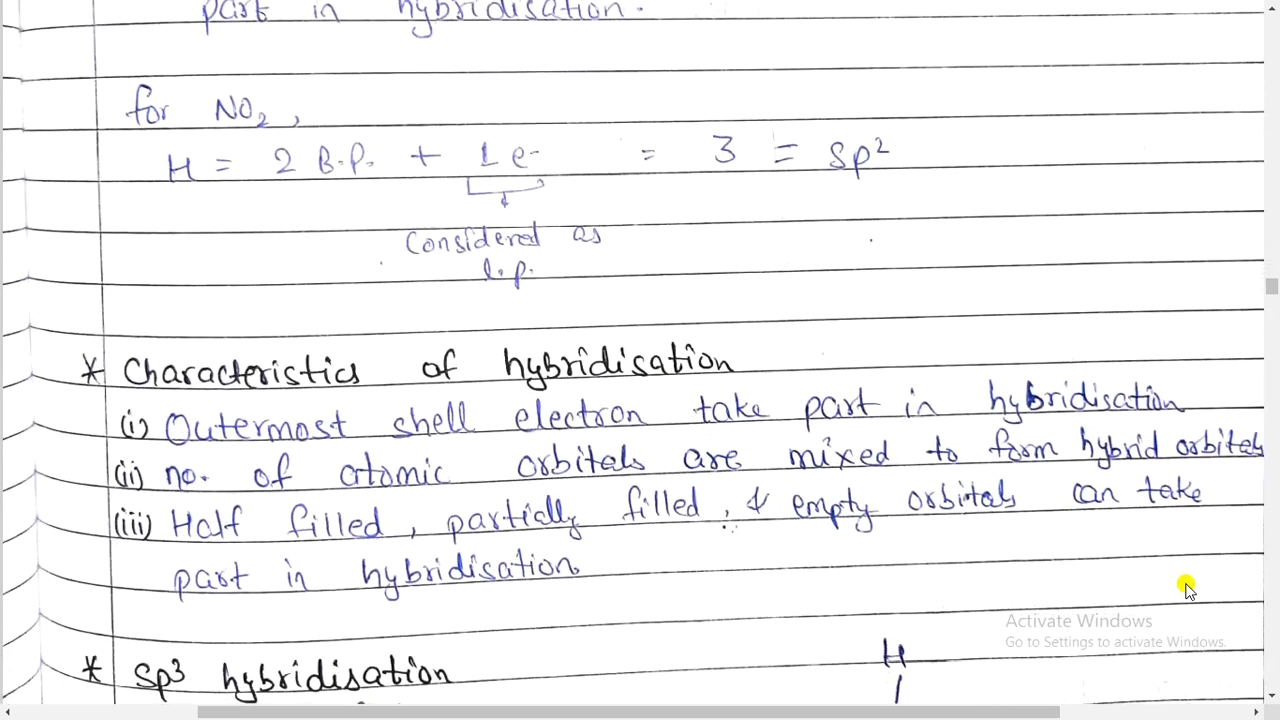 part in hybridisation.
for NO2,
H = 2 B.P. + 1 e- = 3 = Sp²
Considered as
l.p.
* Characteristics of hybridisation
(i) Outermost shell electron take part in hybridisation
(ii) no. of atomic orbitals are mixed to form hybrid orbitals
(iii) Half filled, partially filled, & empty orbitals can take
part in hybridisation
Activate Windows
Go to Settings to activate Windows.
H
* Sp³ hybridisation